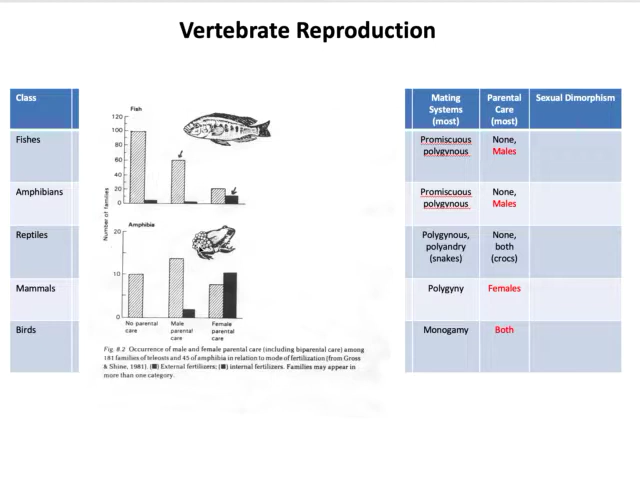 Vertebrate Reproduction
Class
Mating
Systems
(most)
Parental
Care
(most)
Sexual Dimorphism
Fishes
Promiscuous
polygynous
None,
Males
Amphibians
Promiscuous
polygynous
None,
Males
Reptiles
Polygynous,
polyandry
(snakes)
None,
both
(crocs)
Mammals
Polygyny
Females
Birds
Monogamy
Both
Fish
120
100
80
60
40
20
0
Number of families
Amphibia
20
10
0
No parental
care
Male
parental
care
Female
parental
care
Fig. 8.2 Occurrence of male and female parental care (including biparental care) among
181 families of teleosts and 45 of amphibia in relation to mode of fertilization [from Gross
& Shine, 1981). (■) External fertilizers; (■) internal fertilizers. Families may appear in
more than one category.